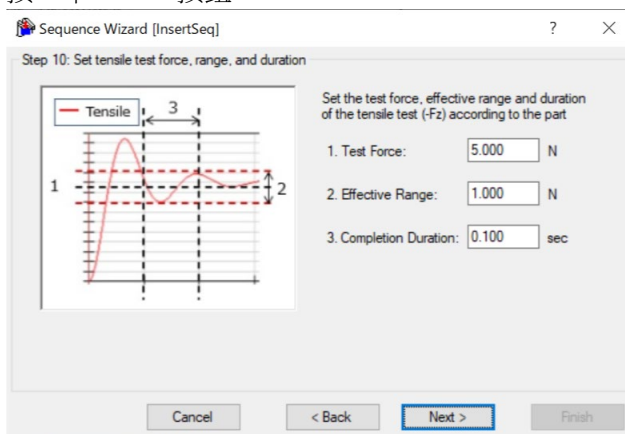 Sequence Wizard [InsertSeq]
? ×
Step 10: Set tensile test force, range, and duration
Tensile
3
1
2
Set the test force, effective range and duration
of the tensile test (-Fz) according to the part
1. Test Force: 5.000 N
2. Effective Range: 1.000 N
3. Completion Duration: 0.100 sec
Cancel < Back Next > Finish